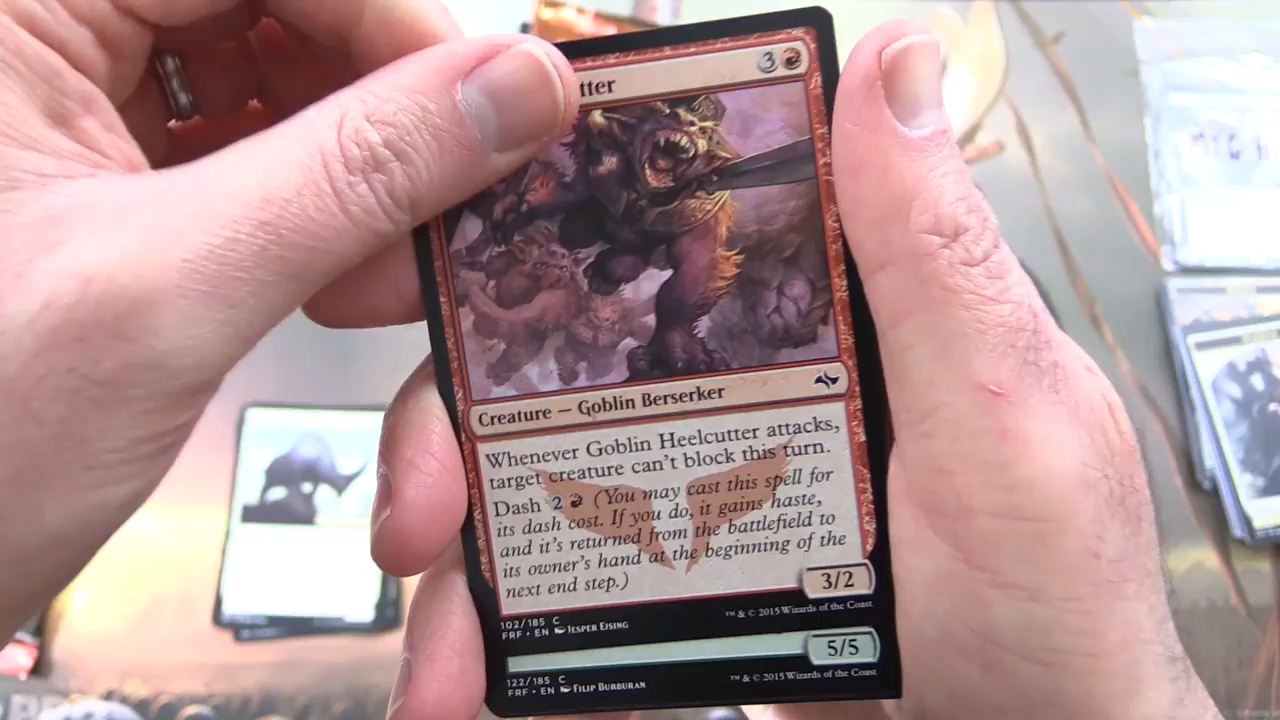 tter
3
Creature — Goblin Berserker
Whenever Goblin Heelcutter attacks,
target creature can't block this turn.
Dash 2 (You may cast this spell for
its dash cost. If you do, it gains haste,
and it's returned from the battlefield to
its owner's hand at the beginning of the
next end step.)
3/2
102/185 C
FRF • EN Jesper Ejsing
™ & © 2015 Wizards of the Coast
5/5
122/185 C
FRF • EN Filip Burburan
™ & © 2015 Wizards of the Coast